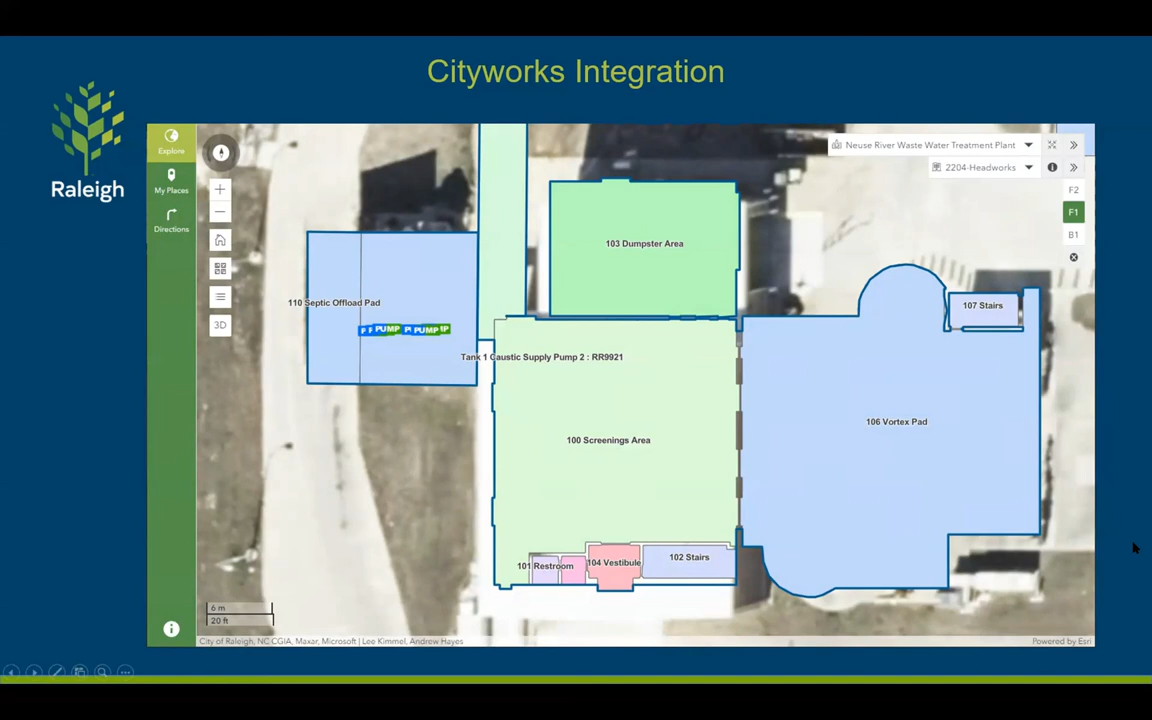 Cityworks Integration
Raleigh
Explore
My Places
Directions
3D
Neuse River Waste Water Treatment Plant
2204-Headworks
F2
F1
B1
103 Dumpster Area
107 Stairs
110 Septic Offload Pad
PUMP
PUMP
Tank 1 Caustic Supply Pump 2 : RR9921
106 Vortex Pad
100 Screenings Area
102 Stairs
101 Restroom
104 Vestibule
6 m
20 ft
City of Raleigh, NC CGIA, Maxar, Microsoft | Lee Kimmel, Andrew Hayes
Powered by Esri